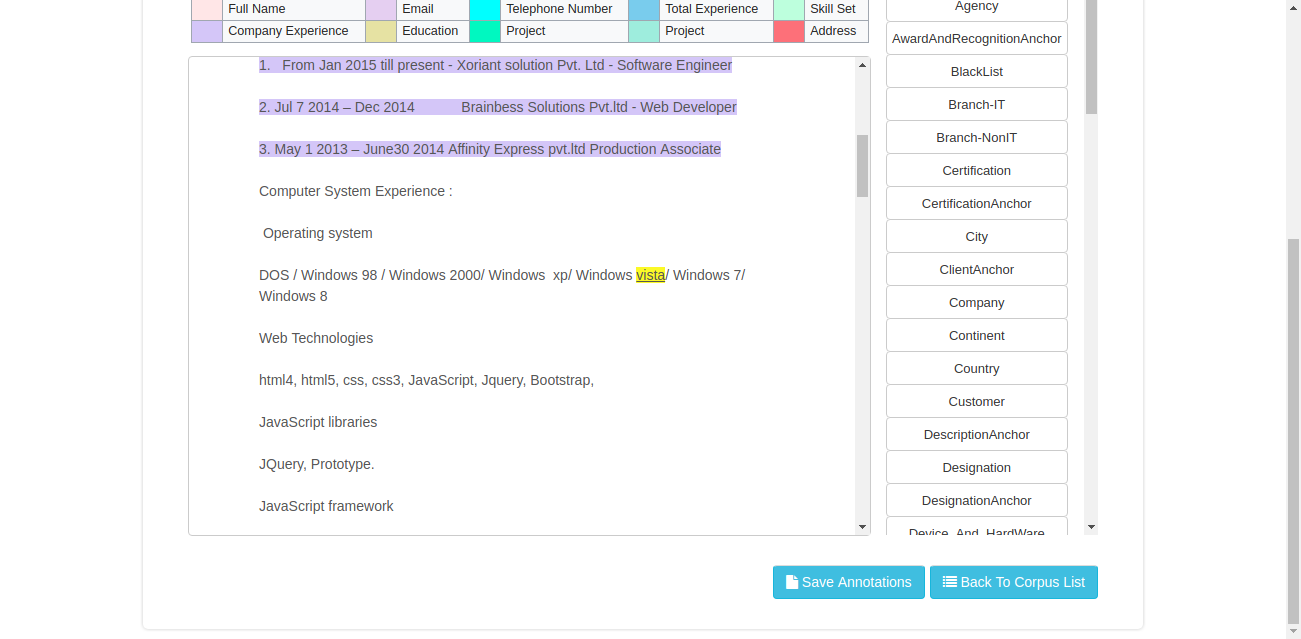 Full Name Email Telephone Number Total Experience Skill Set
Company Experience Education Project Project Address
1. From Jan 2015 till present - Xoriant solution Pvt. Ltd - Software Engineer
2. Jul 7 2014 – Dec 2014 Brainbess Solutions Pvt.ltd - Web Developer
3. May 1 2013 – June30 2014 Affinity Express pvt.ltd Production Associate
Computer System Experience :
Operating system
DOS / Windows 98 / Windows 2000/ Windows xp/ Windows vista/ Windows 7/
Windows 8
Web Technologies
html4, html5, css, css3, JavaScript, Jquery, Bootstrap,
JavaScript libraries
JQuery, Prototype.
JavaScript framework
Agency
AwardAndRecognitionAnchor
BlackList
Branch-IT
Branch-NonIT
Certification
CertificationAnchor
City
ClientAnchor
Company
Continent
Country
Customer
DescriptionAnchor
Designation
DesignationAnchor
Device_And_HardWare
Save Annotations
Back To Corpus List